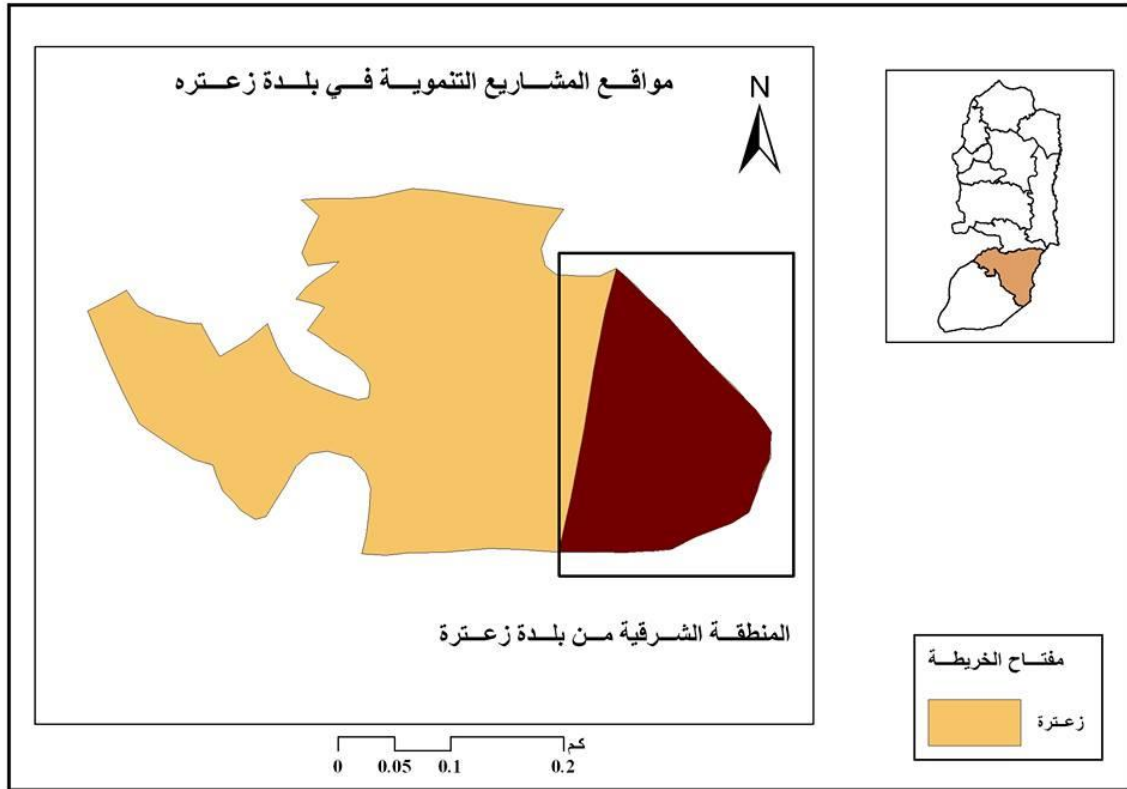 مواقع المشاريع التنموية في بلدة زعتره
N
المنطقة الشرقية من بلدة زعترة
مفتاح الخريطة
زعترة
كم
0 0.05 0.1 0.2